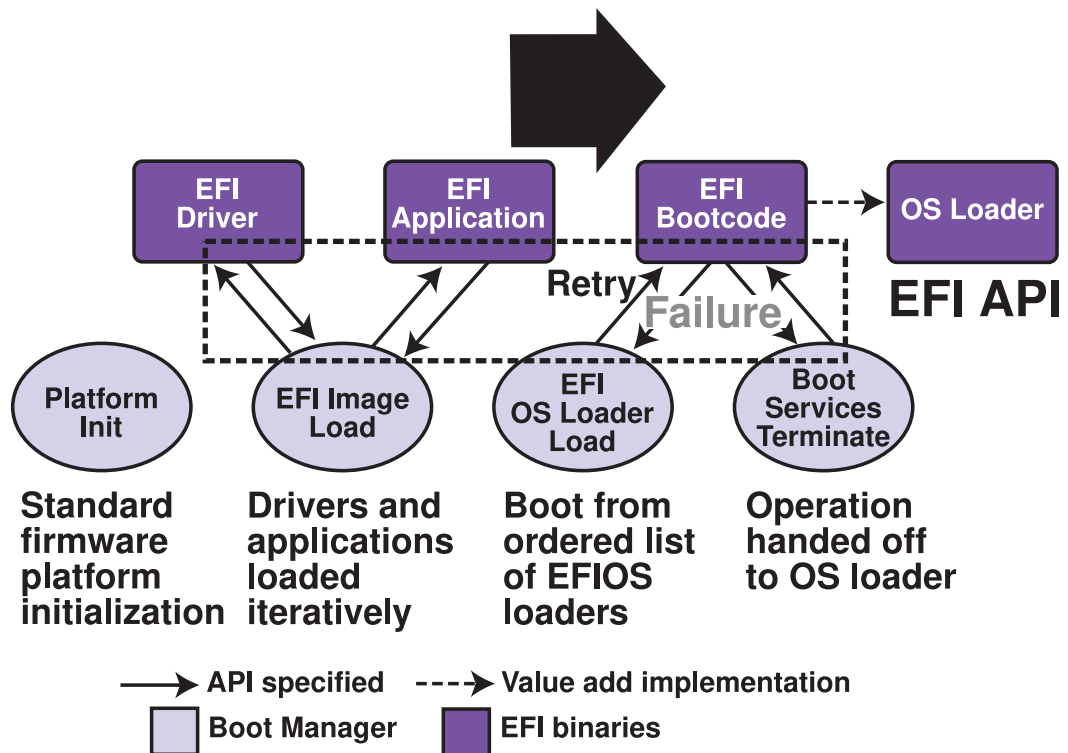 EFI
Driver
EFI
Application
EFI
Bootcode
OS Loader
Retry
Failure
EFI API
Platform
Init
EFI Image
Load
EFI
OS Loader
Load
Boot
Services
Terminate
Standard
firmware
platform
initialization
Drivers and
applications
loaded
iteratively
Boot from
ordered list
of EFIOS
loaders
Operation
handed off
to OS loader
API specified
Value add implementation
Boot Manager
EFI binaries